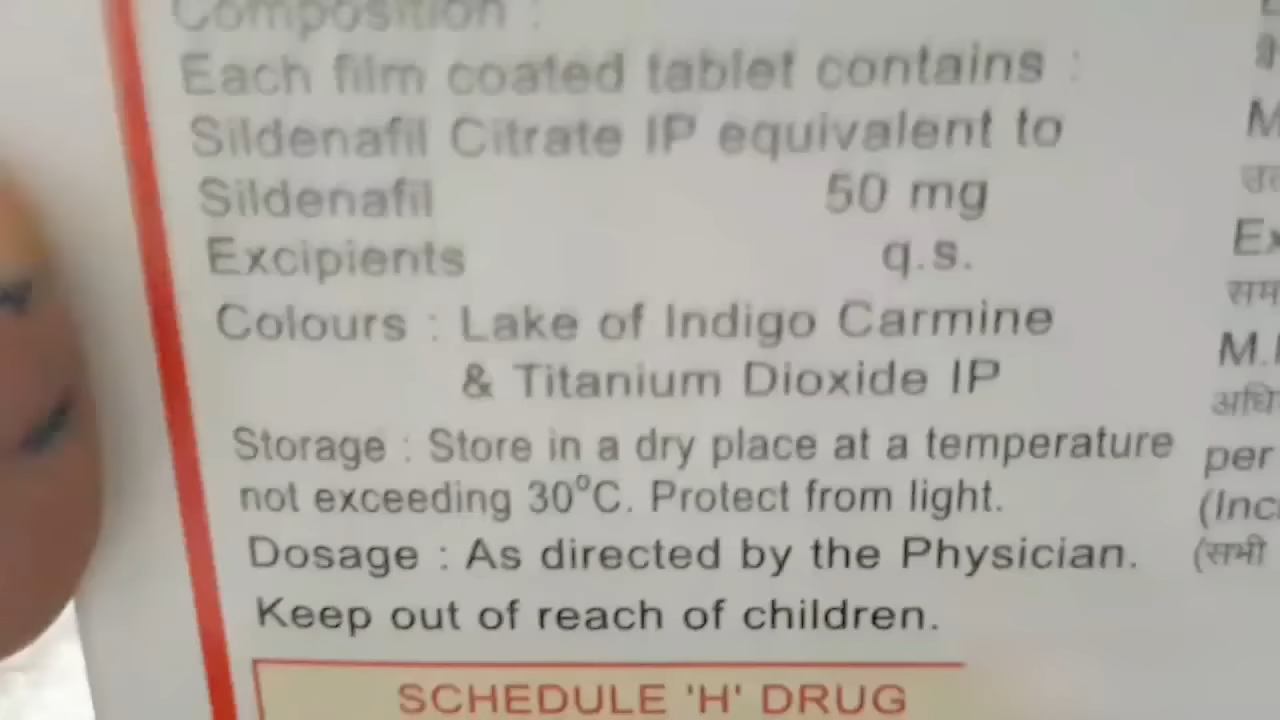 Composition :
Each film coated tablet contains :
Sildenafil Citrate IP equivalent to
Sildenafil 50 mg
Excipients q.s.
Colours : Lake of Indigo Carmine
& Titanium Dioxide IP
Storage : Store in a dry place at a temperature
not exceeding 30°C. Protect from light.
Dosage : As directed by the Physician.
Keep out of reach of children.
SCHEDULE 'H' DRUG
per
(सभी